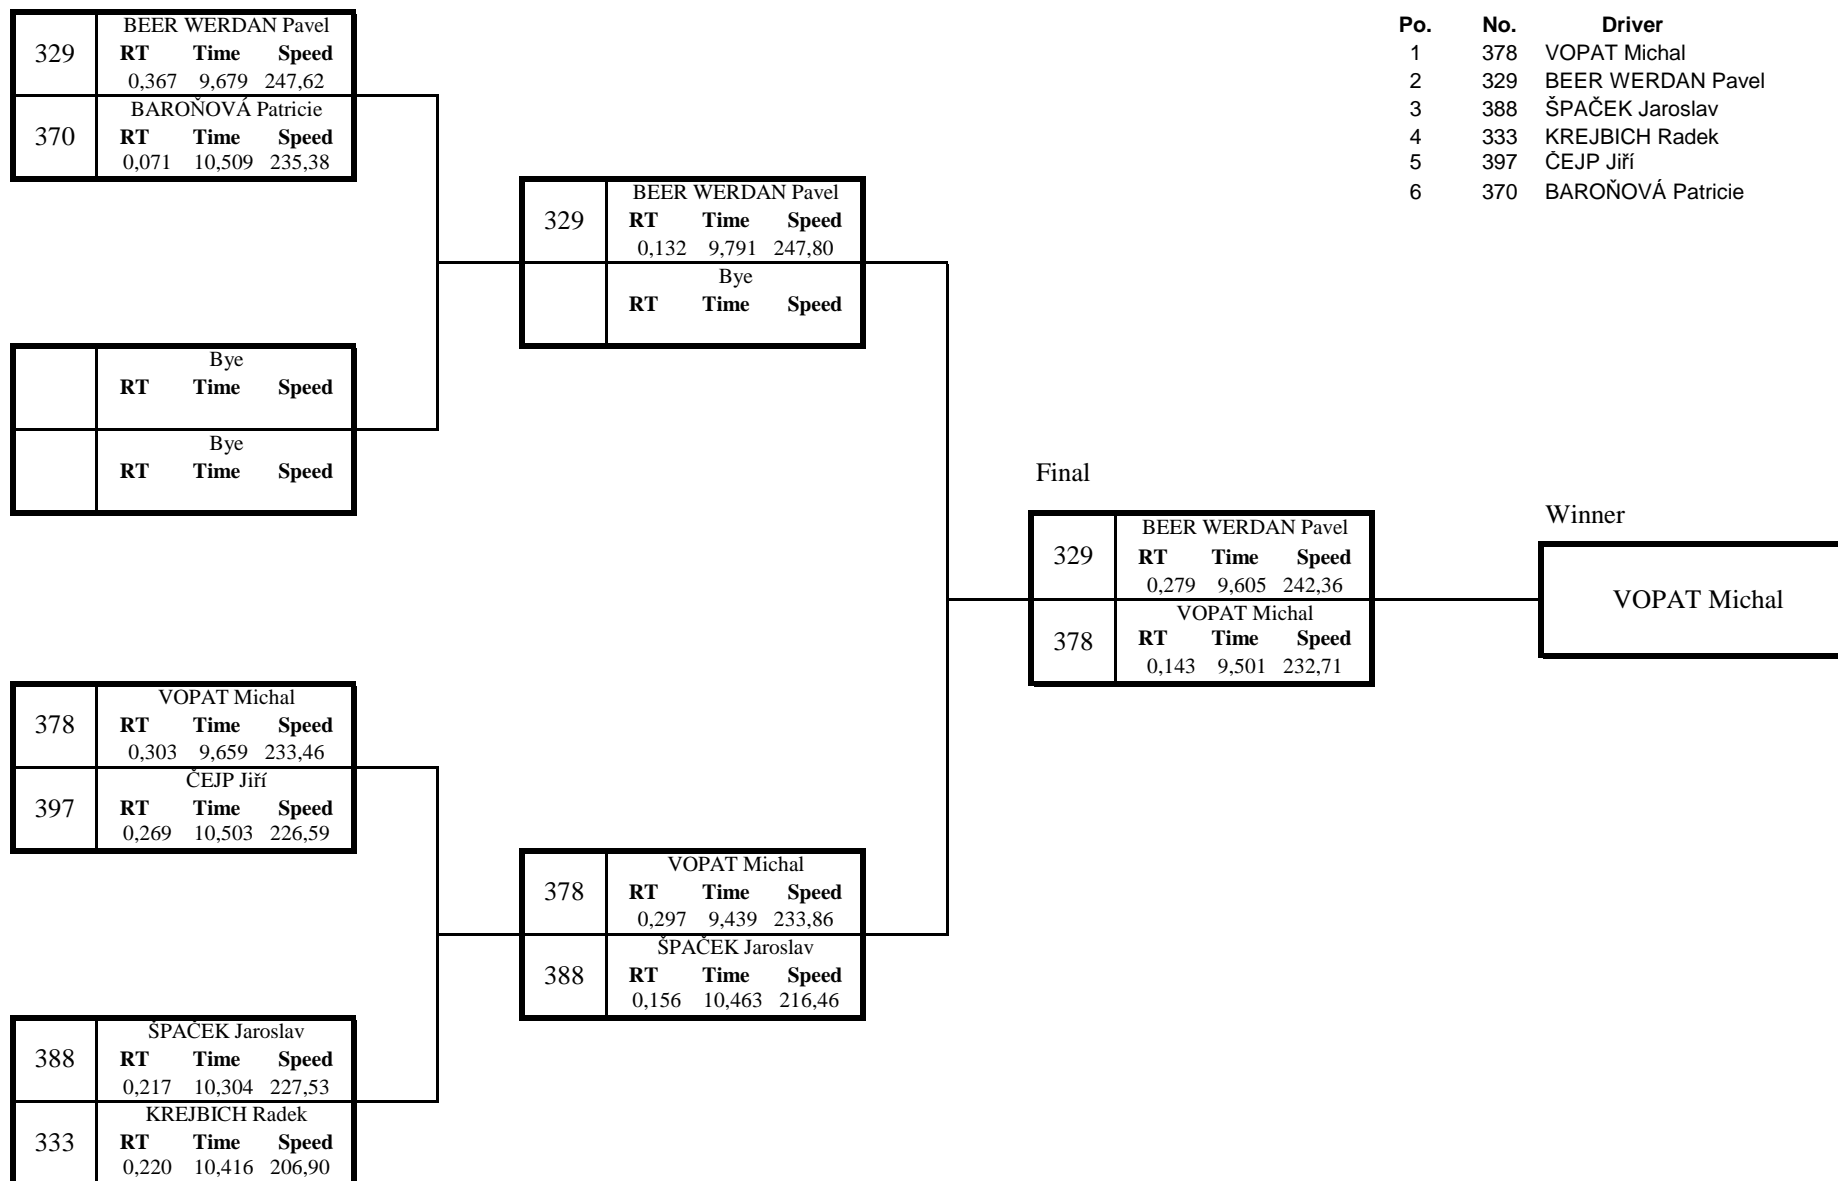 BEER WERDAN Pavel
329 RT Time Speed
0,367 9,679 247,62
BAROŇOVÁ Patricie
370 RT Time Speed
0,071 10,509 235,38
Bye
RT Time Speed
Bye
RT Time Speed
VOPAT Michal
378 RT Time Speed
0,303 9,659 233,46
ČEJP Jiří
397 RT Time Speed
0,269 10,503 226,59
ŠPAČEK Jaroslav
388 RT Time Speed
0,217 10,304 227,53
KREJBICH Radek
333 RT Time Speed
0,220 10,416 206,90
BEER WERDAN Pavel
329 RT Time Speed
0,132 9,791 247,80
Bye
RT Time Speed
VOPAT Michal
378 RT Time Speed
0,297 9,439 233,86
ŠPAČEK Jaroslav
388 RT Time Speed
0,156 10,463 216,46
Final
BEER WERDAN Pavel
329 RT Time Speed
0,279 9,605 242,36
VOPAT Michal
378 RT Time Speed
0,143 9,501 232,71
Winner
VOPAT Michal
Po. No. Driver
1 378 VOPAT Michal
2 329 BEER WERDAN Pavel
3 388 ŠPAČEK Jaroslav
4 333 KREJBICH Radek
5 397 ČEJP Jiří
6 370 BAROŇOVÁ Patricie